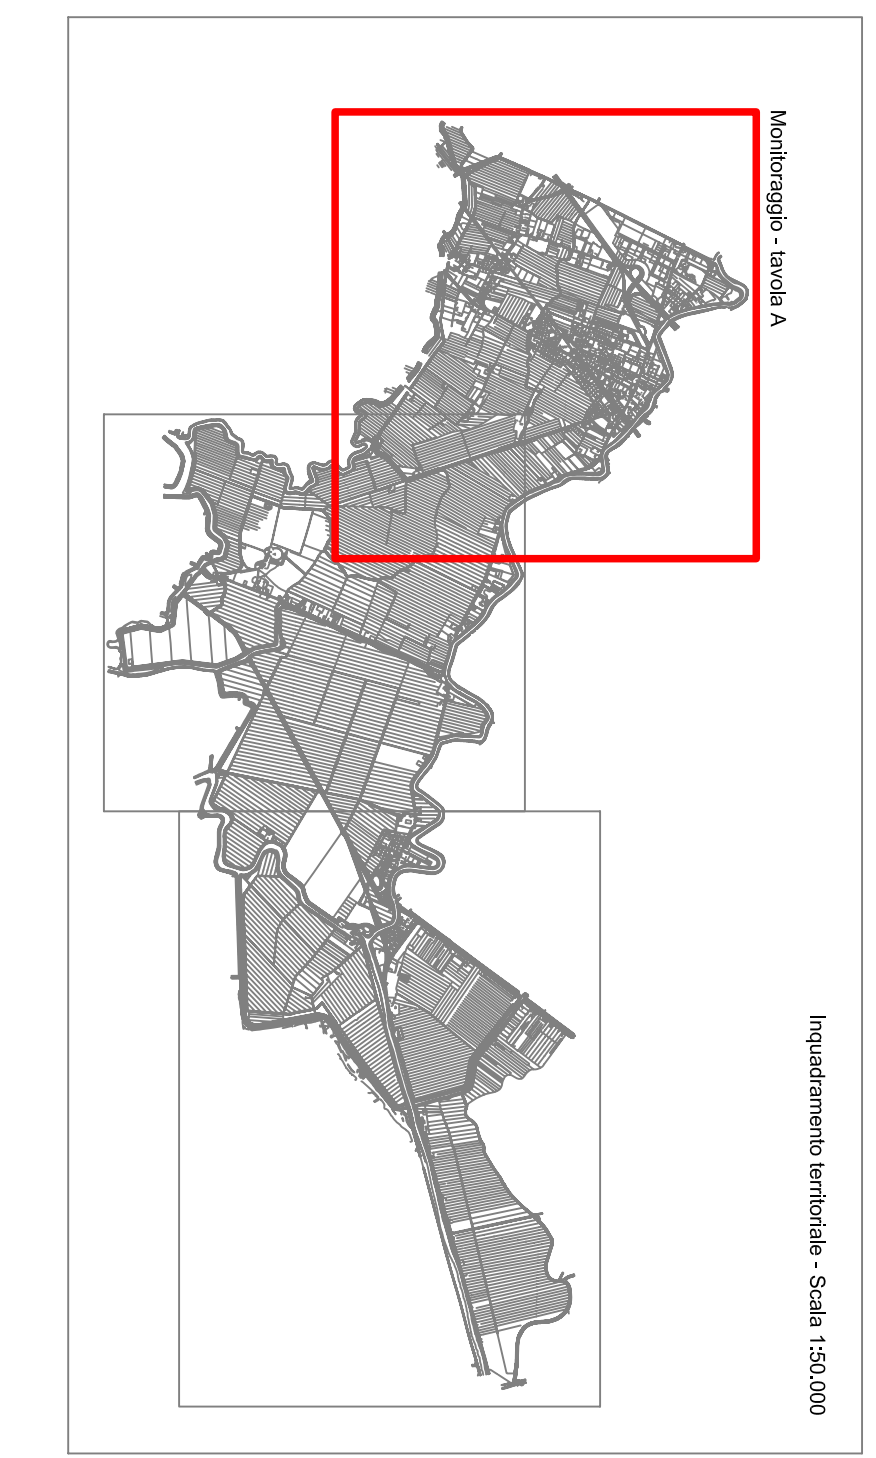 Inquadramento territoriale - Scala 1:50.000
Monitoraggio - tavola A